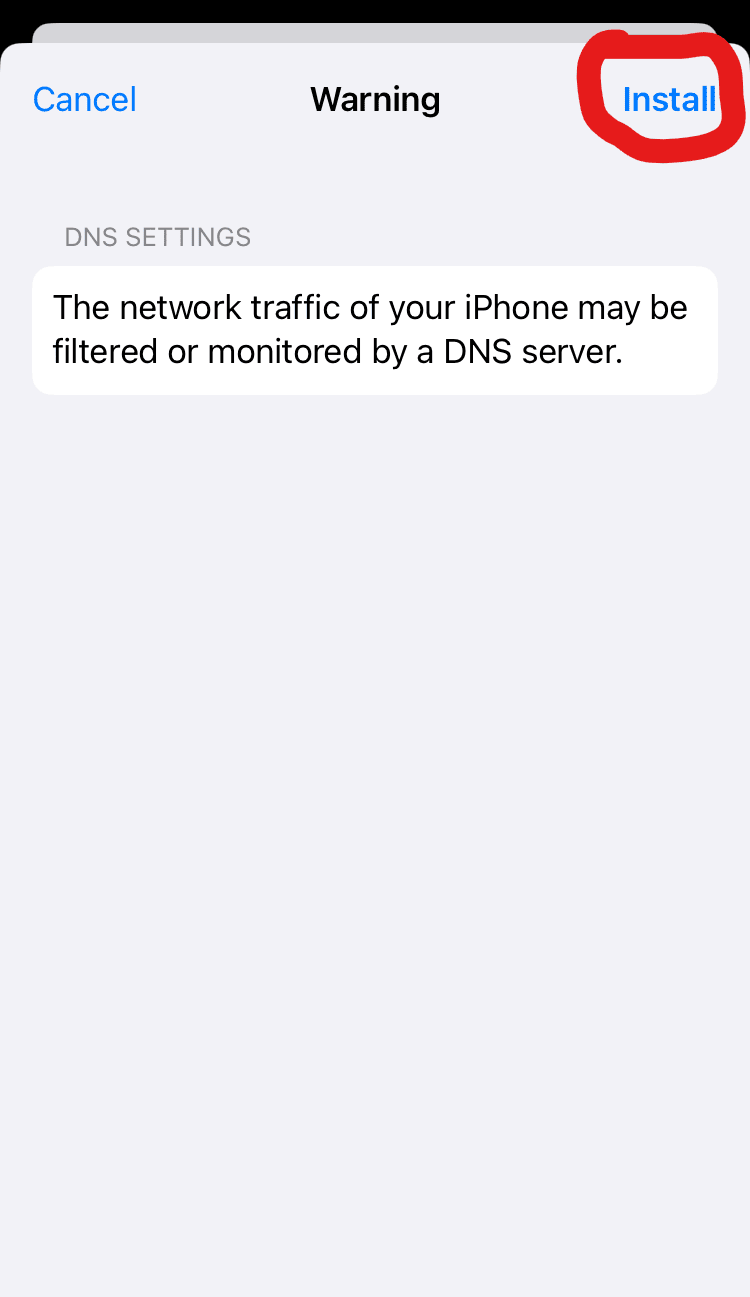 Cancel Warning Install
DNS SETTINGS
The network traffic of your iPhone may be
filtered or monitored by a DNS server.